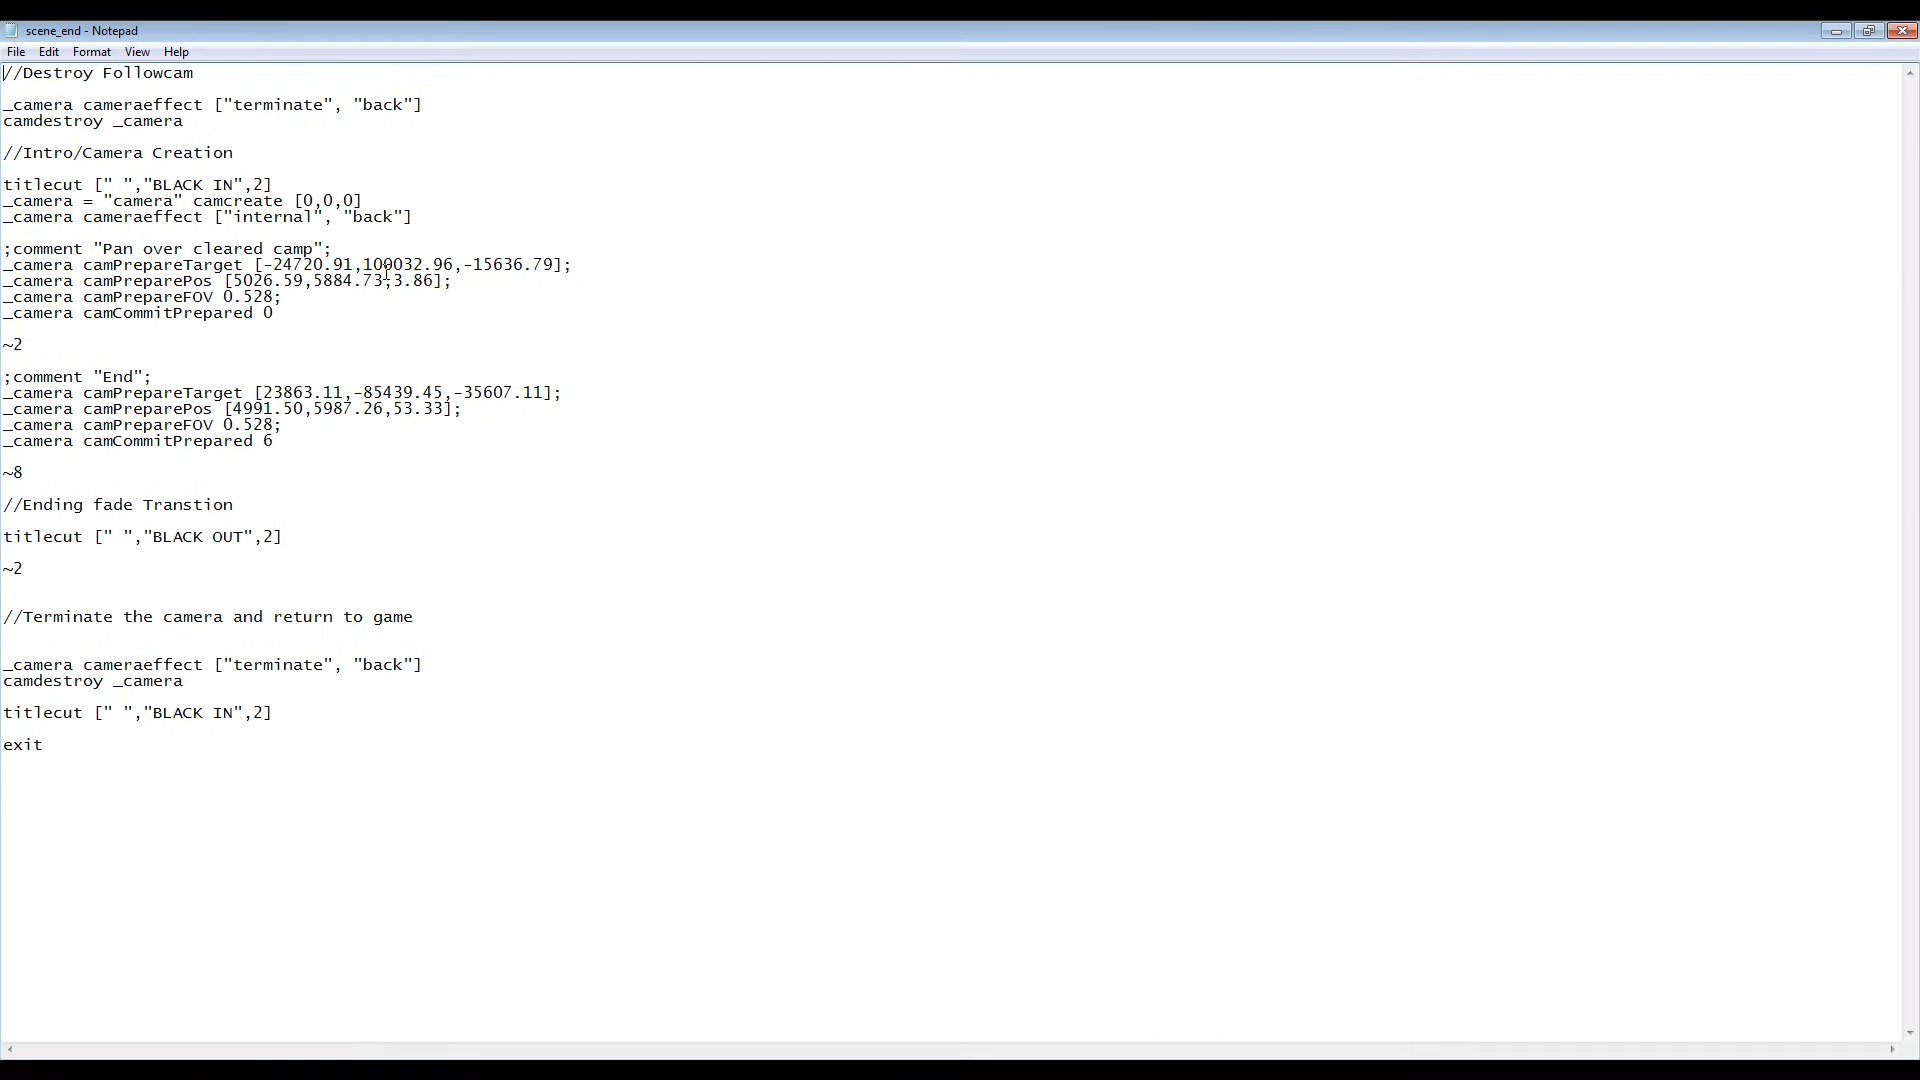 scene_end - Notepad
File Edit Format View Help
//Destroy Followcam
_camera cameraeffect ["terminate", "back"]
camdestroy _camera
//Intro/Camera Creation
titlecut [" ","BLACK IN",2]
_camera = "camera" camcreate [0,0,0]
_camera cameraeffect ["internal", "back"]
;comment "Pan over cleared camp";
_camera camPrepareTarget [-24720.91,100032.96,-15636.79];
_camera camPreparePos [5026.59,5884.73,3.86];
_camera camPrepareFOV 0.528;
_camera camCommitPrepared 0
~2
;comment "End";
_camera camPrepareTarget [23863.11,-85439.45,-35607.11];
_camera camPreparePos [4991.50,5987.26,53.33];
_camera camPrepareFOV 0.528;
_camera camCommitPrepared 6
~8
//Ending fade Transtion
titlecut [" ","BLACK OUT",2]
~2
//Terminate the camera and return to game
_camera cameraeffect ["terminate", "back"]
camdestroy _camera
titlecut [" ","BLACK IN",2]
exit